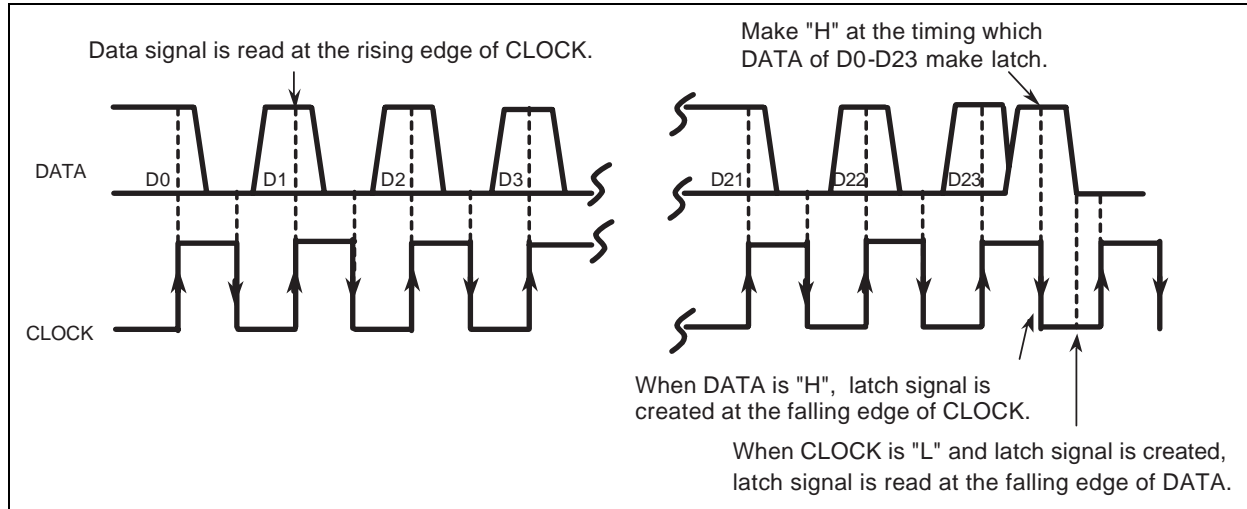 Data signal is read at the rising edge of CLOCK.
Make "H" at the timing which
DATA of D0-D23 make latch.
DATA
D0
D1
D2
D3
D21
D22
D23
CLOCK
When DATA is "H", latch signal is
created at the falling edge of CLOCK.
When CLOCK is "L" and latch signal is created,
latch signal is read at the falling edge of DATA.